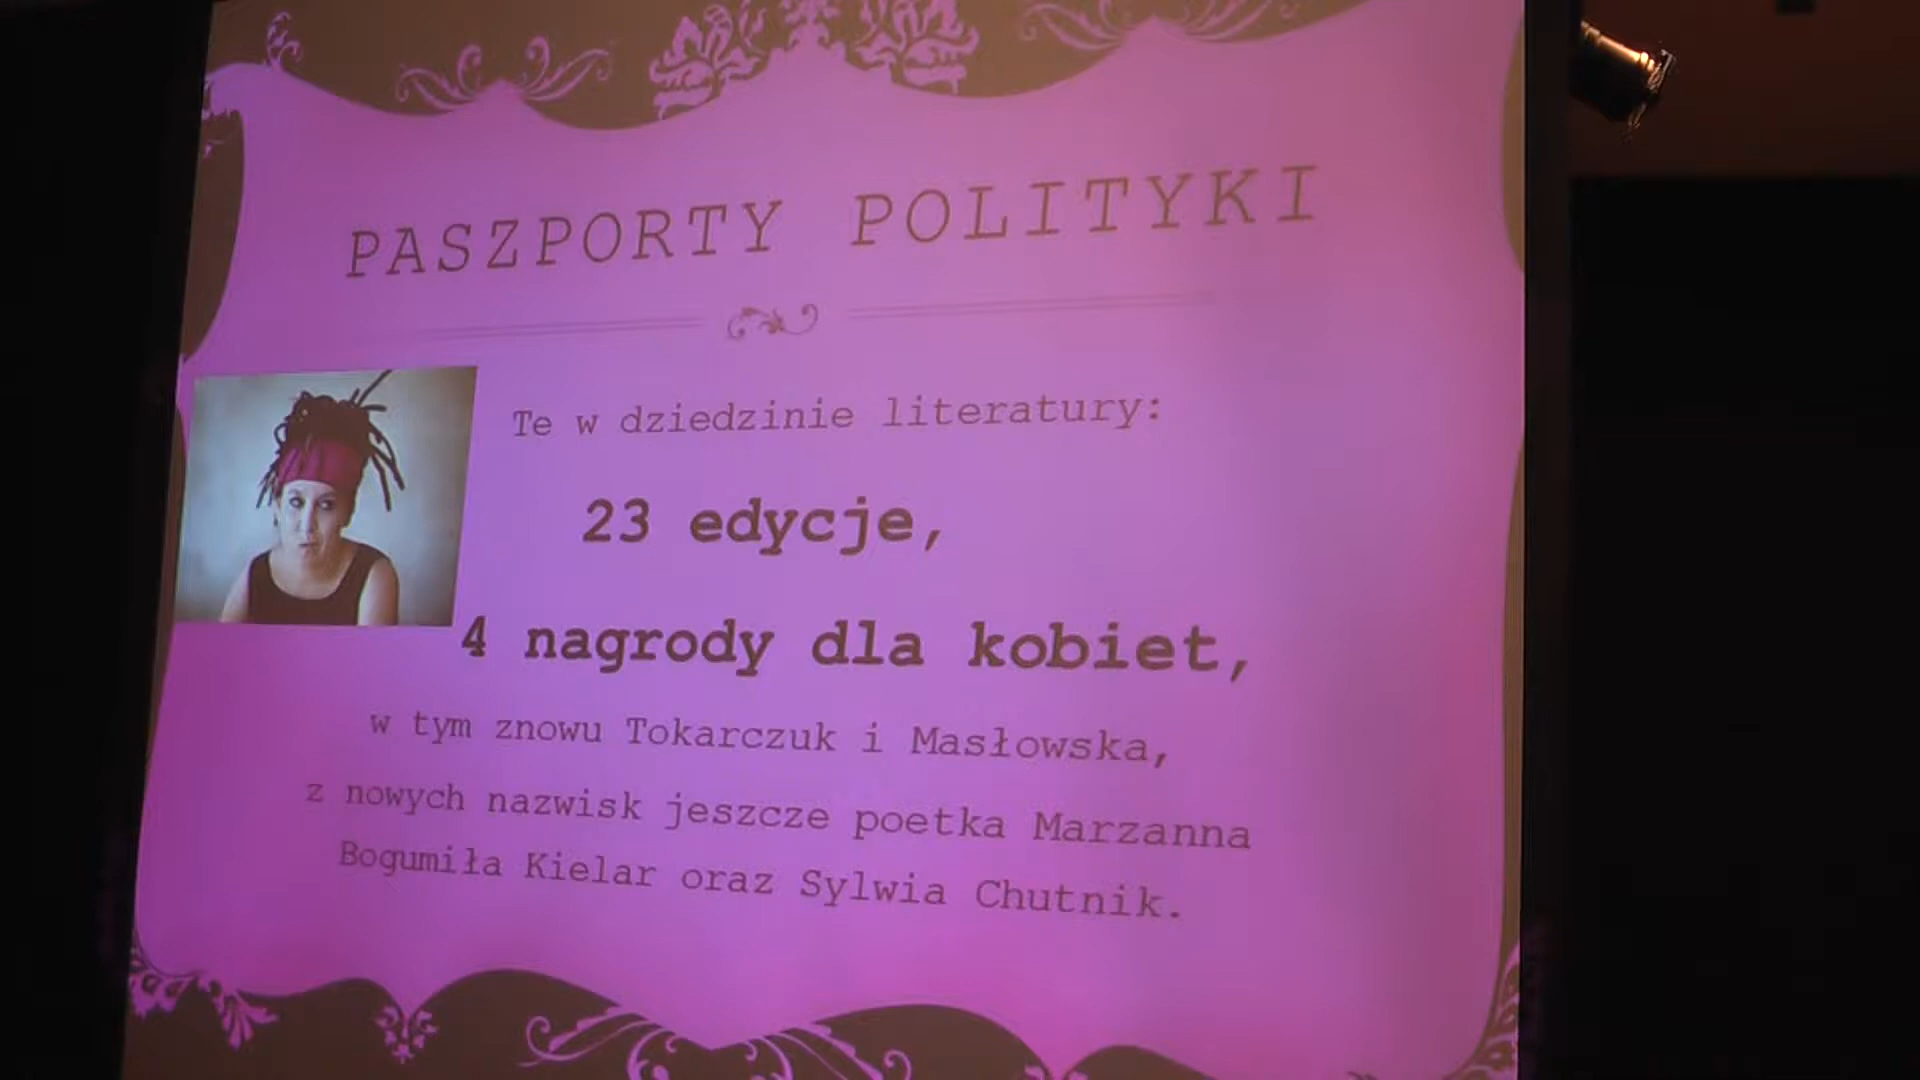 PASZPORTY POLITYKI
Te w dziedzinie literatury:
23 edycje,
4 nagrody dla kobiet,
w tym znowu Tokarczuk i Masłowska,
z nowych nazwisk jeszcze poetka Marzanna
Bogumiła Kielar oraz Sylwia Chutnik.